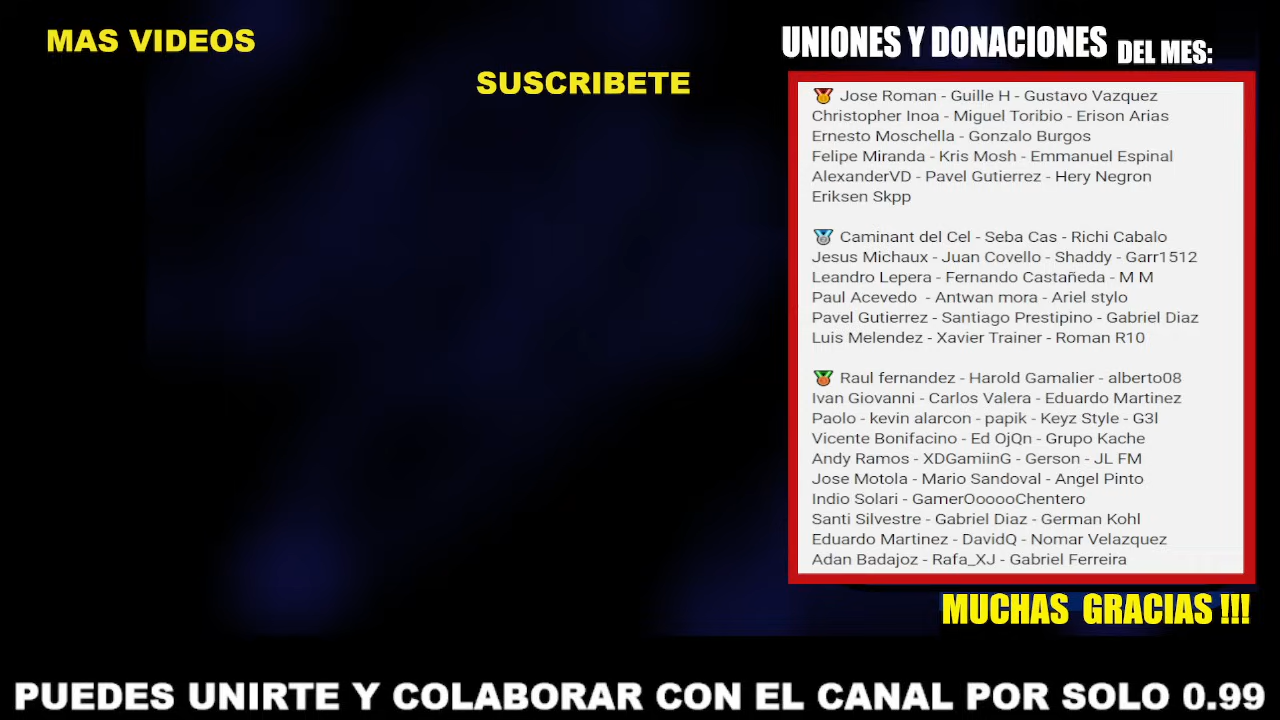 MAS VIDEOS
SUSCRIBETE
UNIONES Y DONACIONES DEL MES:
Jose Roman - Guille H - Gustavo Vazquez
Christopher Inoa - Miguel Toribio - Erison Arias
Ernesto Moschella - Gonzalo Burgos
Felipe Miranda - Kris Mosh - Emmanuel Espinal
AlexanderVD - Pavel Gutierrez - Hery Negron
Eriksen Skpp
Caminant del Cel - Seba Cas - Richi Cabalo
Jesus Michaux - Juan Covello - Shaddy - Garr1512
Leandro Lepera - Fernando Castañeda - M M
Paul Acevedo  - Antwan mora - Ariel stylo
Pavel Gutierrez - Santiago Prestipino - Gabriel Diaz
Luis Melendez - Xavier Trainer - Roman R10
Raul fernandez - Harold Gamalier - alberto08
Ivan Giovanni - Carlos Valera - Eduardo Martinez
Paolo - kevin alarcon - papik - Keyz Style - G3l
Vicente Bonifacino - Ed OjQn - Grupo Kache
Andy Ramos - XDGamiinG - Gerson - JL FM
Jose Motola - Mario Sandoval - Angel Pinto
Indio Solari - GamerOooooChentero
Santi Silvestre - Gabriel Diaz - German Kohl
Eduardo Martinez - DavidQ - Nomar Velazquez
Adan Badajoz - Rafa_XJ - Gabriel Ferreira
MUCHAS  GRACIAS !!!
PUEDES UNIRTE Y COLABORAR CON EL CANAL POR SOLO 0.99